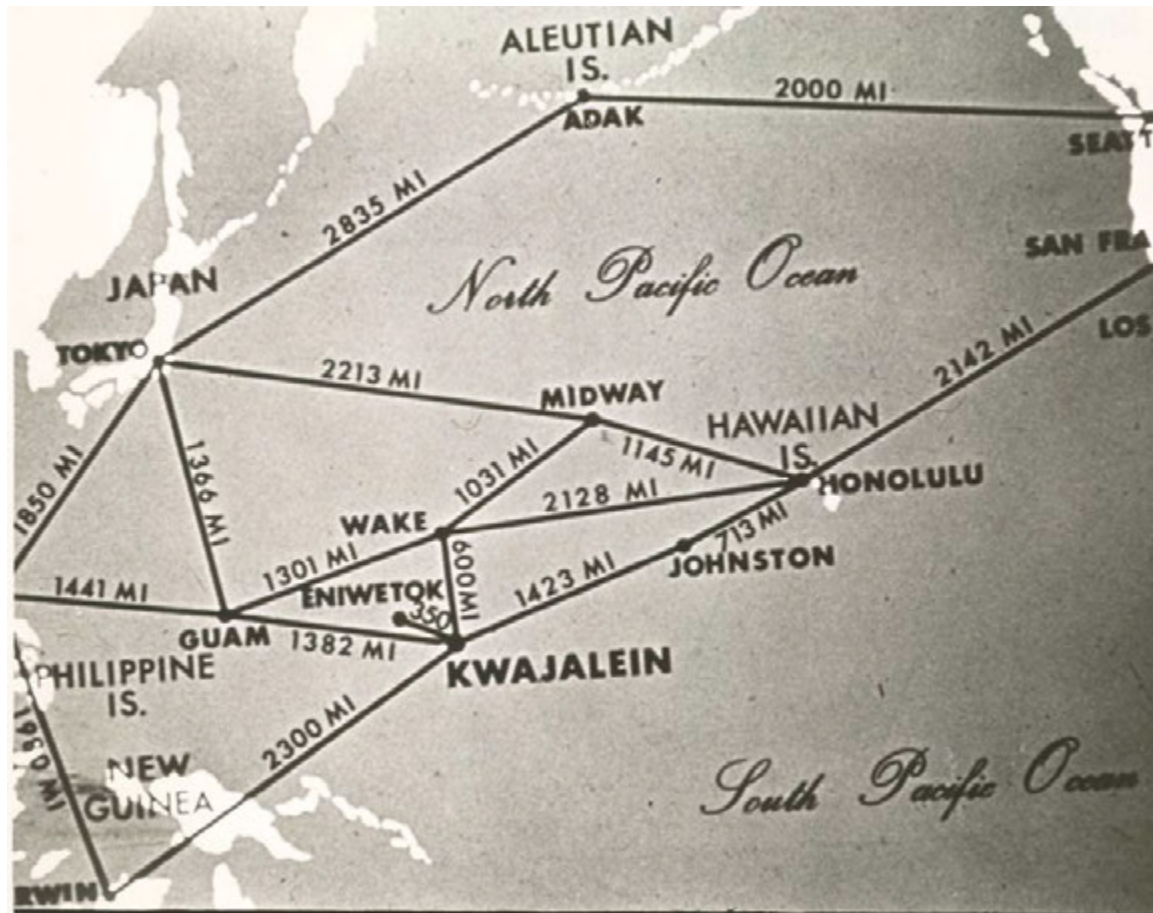 ALEUTIAN
IS.
ADAK
2000 MI
SEATT
2835 MI
SAN FRA
JAPAN
North Pacific Ocean
TOKYO
LOS
2142 MI
2213 MI
MIDWAY
HAWAIIAN
IS.
1145 MI
HONOLULU
1850 MI
1366 MI
1031 MI
2128 MI
713 MI
WAKE
JOHNSTON
1301 MI
600 MI
1423 MI
1441 MI
ENIWETOK
350
GUAM
1382 MI
KWAJALEIN
PHILIPPINE
IS.
2300 MI
NEW
GUINEA
South Pacific Ocean
RWIN